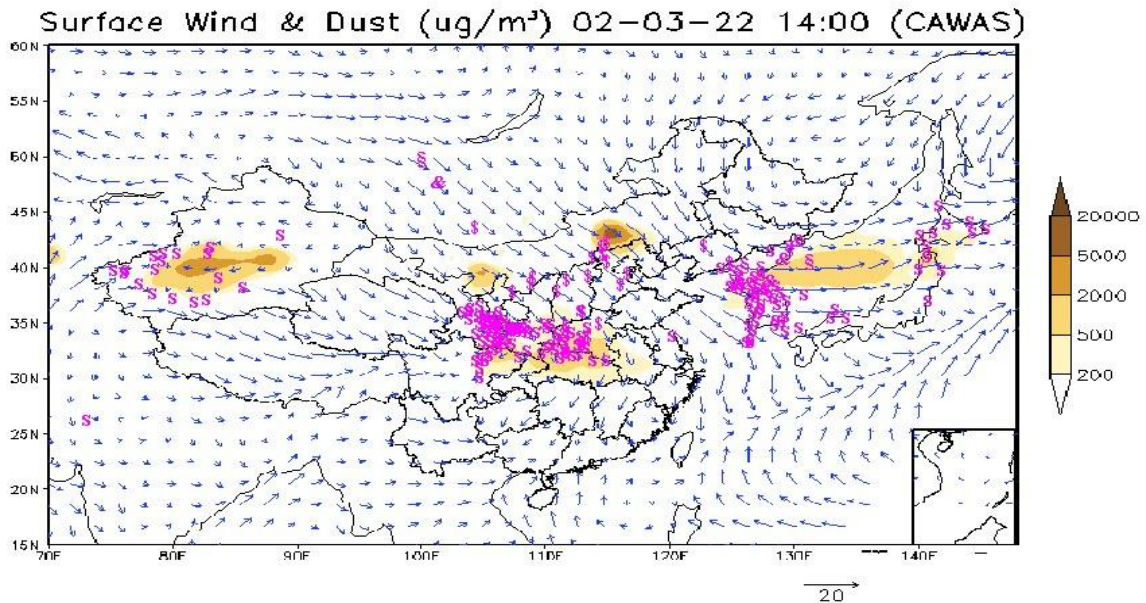 Surface Wind & Dust (ug/m³) 02-03-22 14:00 (CAWAS)
60N
55N
50N
45N
40N
35N
30N
25N
20N
15N
70E 80E 90E 100E 110E 120E 130E 140E
20000
5000
2000
500
200
20